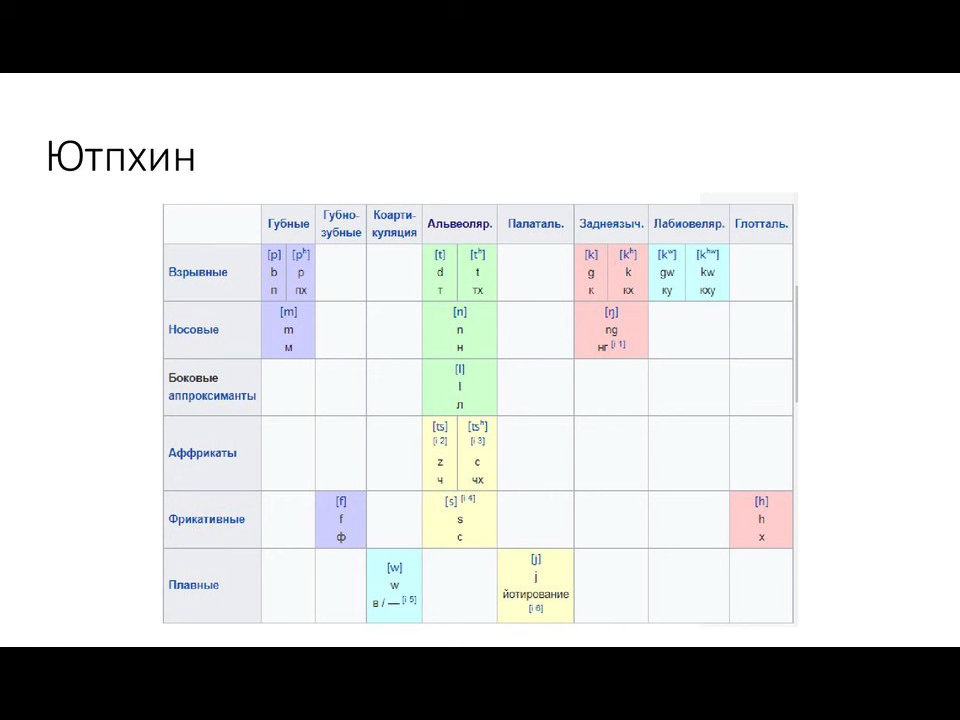 Ютпхин
Губные Губно-зубные Коарти-куляция Альвеоляр. Палаталь. Заднеязыч. Лабиовеляр. Глотталь.
Взрывные [p] [pʰ] [t] [tʰ] [k] [kʰ] [kʷ] [kʰʷ]
b p d t g k gw kw
п пх т тх к кх ку кху
Носовые [m] [n] [ŋ]
m n ng
м н нг [i 1]
Боковые аппроксиманты [l]
l
л
Аффрикаты [ʦ] [ʦʰ]
[i 2] [i 3]
z c
ч чх
Фрикативные [f] [s] [i 4] [h]
f s h
ф с х
Плавные [w] [j]
w j
в / — [i 5] йотирование
[i 6]